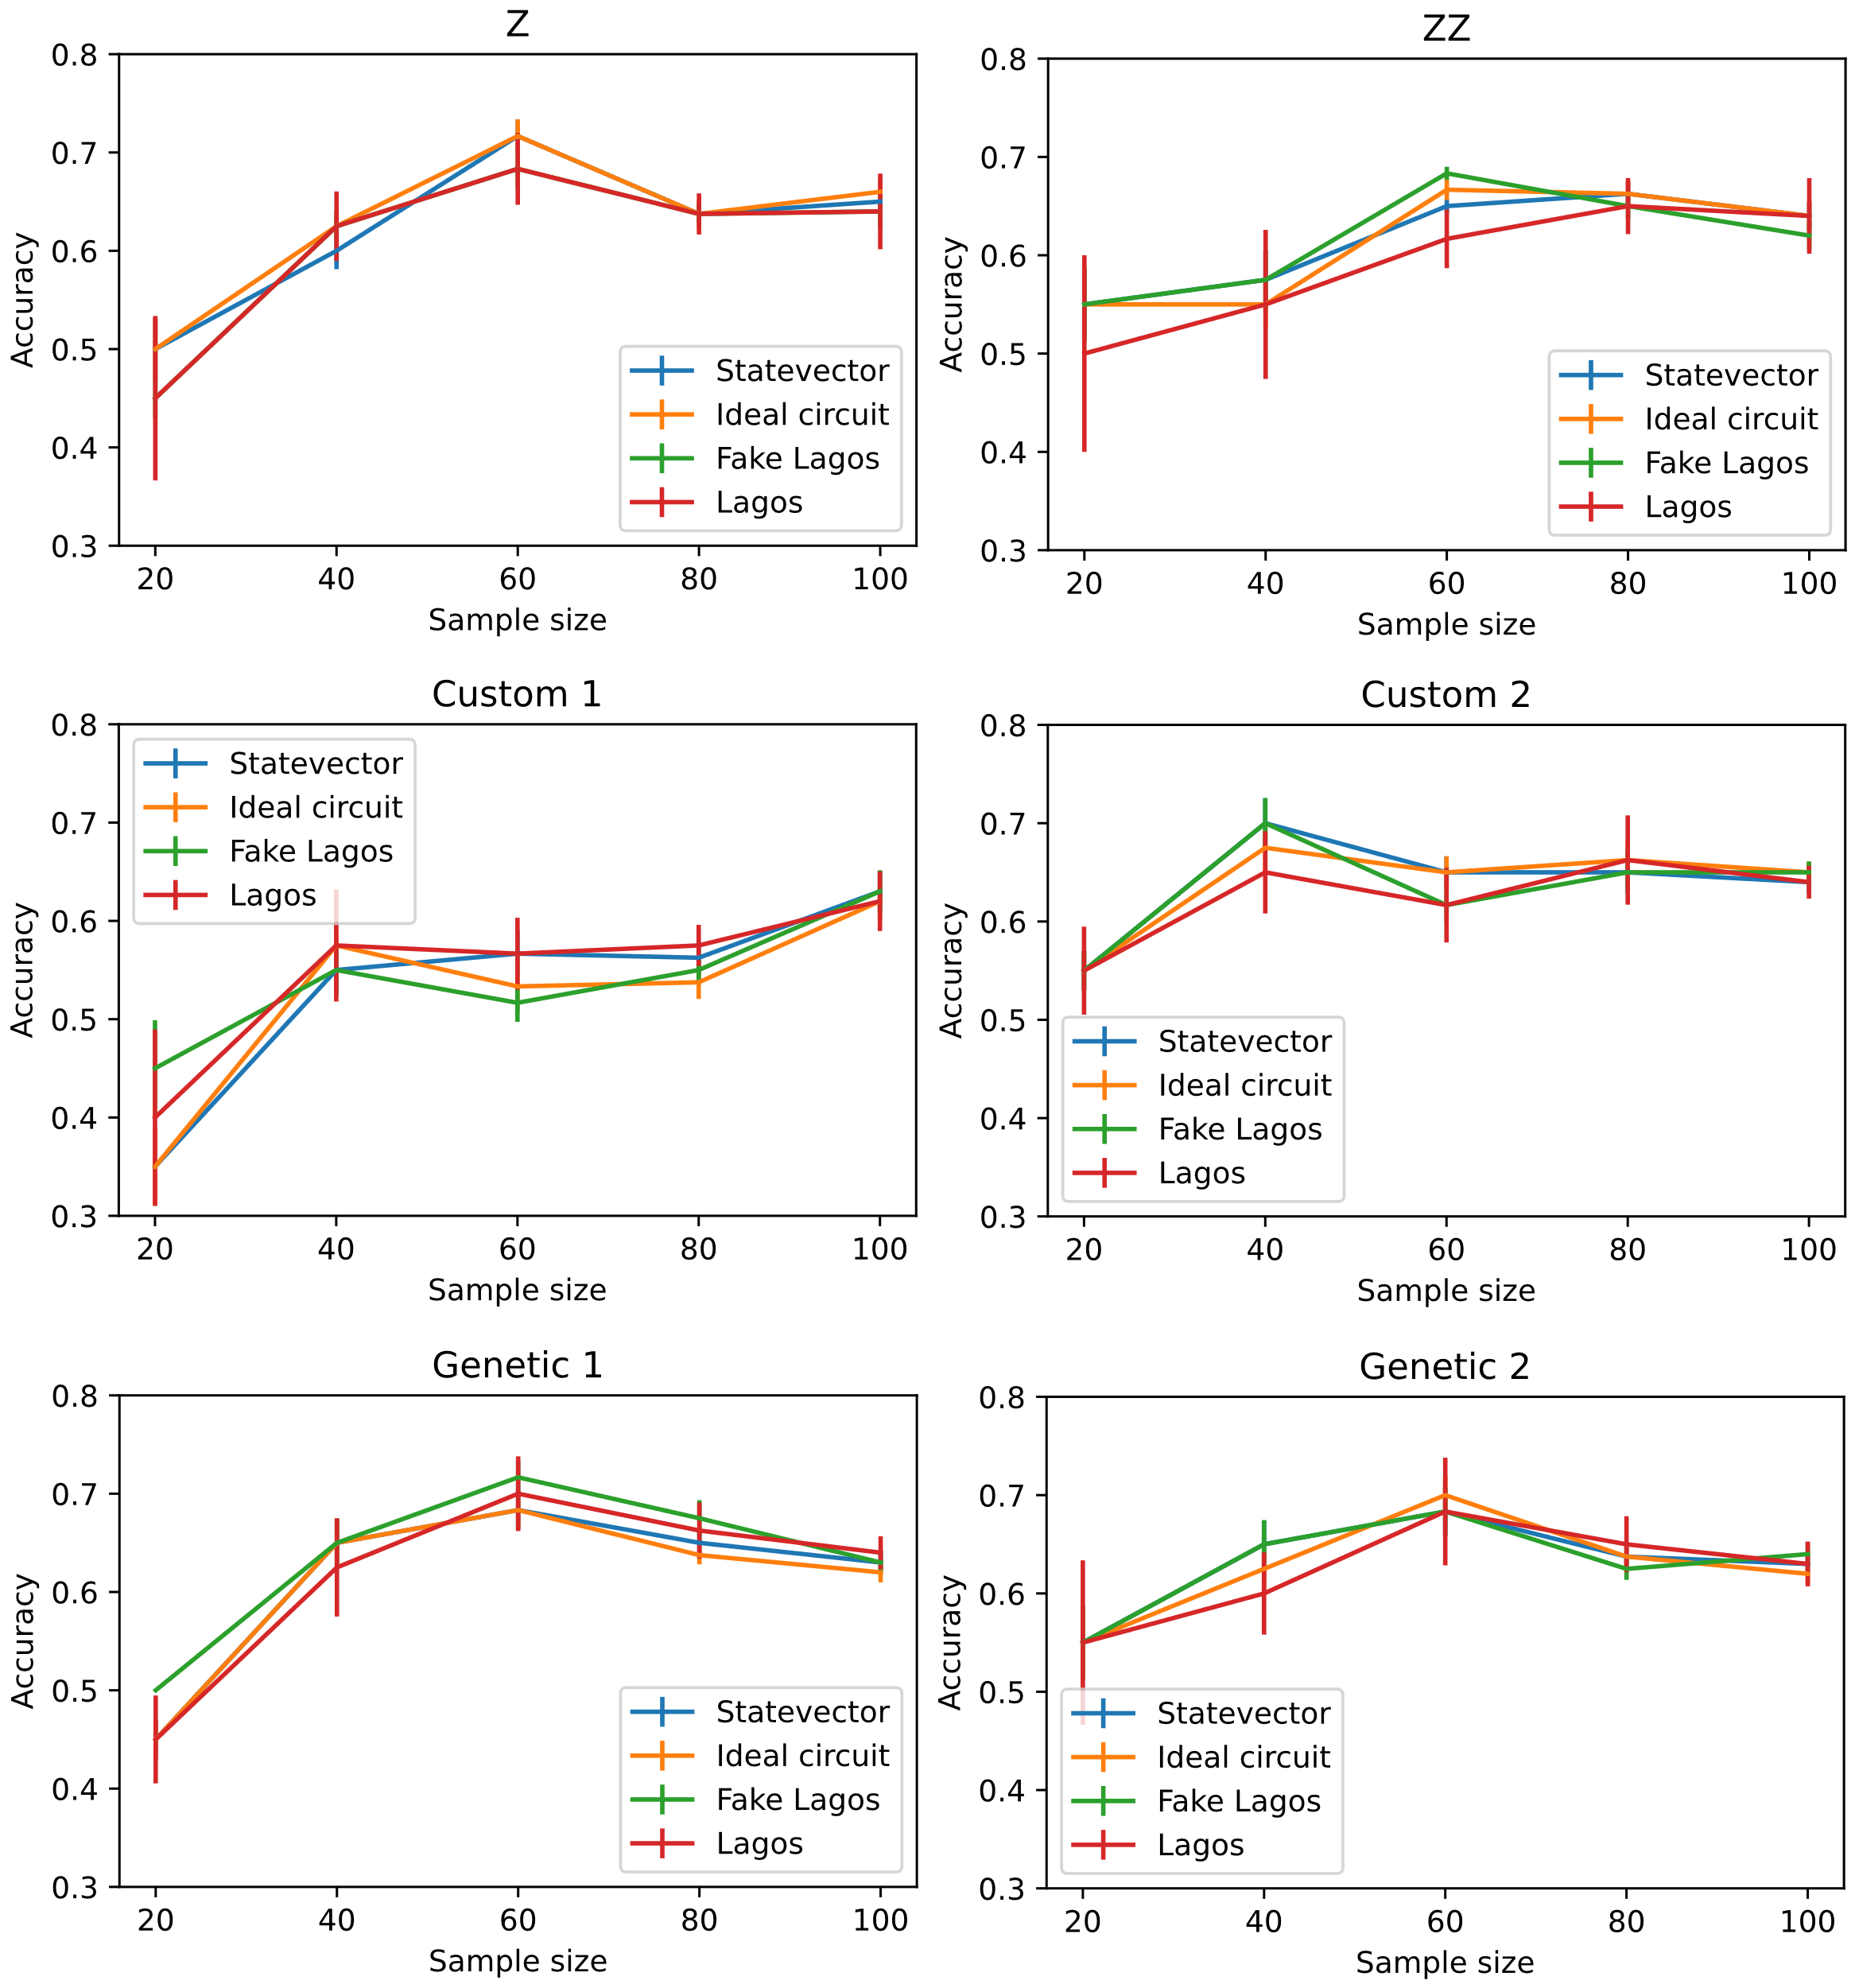 Z
0.8
0.7
0.6
0.5
0.4
0.3
Accuracy
Statevector
Ideal circuit
Fake Lagos
Lagos
20 40 60 80 100
Sample size
ZZ
0.8
0.7
0.6
0.5
0.4
0.3
Accuracy
Statevector
Ideal circuit
Fake Lagos
Lagos
20 40 60 80 100
Sample size
Custom 1
0.8
0.7
0.6
0.5
0.4
0.3
Accuracy
Statevector
Ideal circuit
Fake Lagos
Lagos
20 40 60 80 100
Sample size
Custom 2
0.8
0.7
0.6
0.5
0.4
0.3
Accuracy
Statevector
Ideal circuit
Fake Lagos
Lagos
20 40 60 80 100
Sample size
Genetic 1
0.8
0.7
0.6
0.5
0.4
0.3
Accuracy
Statevector
Ideal circuit
Fake Lagos
Lagos
20 40 60 80 100
Sample size
Genetic 2
0.8
0.7
0.6
0.5
0.4
0.3
Accuracy
Statevector
Ideal circuit
Fake Lagos
Lagos
20 40 60 80 100
Sample size